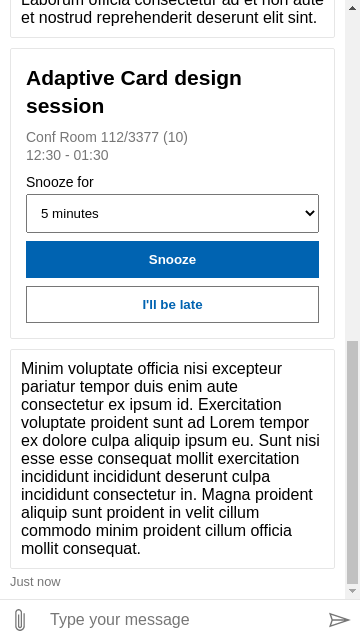 Laborum officia consectetur ad et non aute
et nostrud reprehenderit deserunt elit sint.
Adaptive Card design
session
Conf Room 112/3377 (10)
12:30 - 01:30
Snooze for
5 minutes
Snooze
I'll be late
Minim voluptate officia nisi excepteur
pariatur tempor duis enim aute
consectetur ex ipsum id. Exercitation
voluptate proident sunt ad Lorem tempor
ex dolore culpa aliquip ipsum eu. Sunt nisi
esse esse consequat mollit exercitation
incididunt incididunt deserunt culpa
incididunt consectetur in. Magna proident
aliquip sunt proident in velit cillum
commodo minim proident cillum officia
mollit consequat.
Just now
Type your message